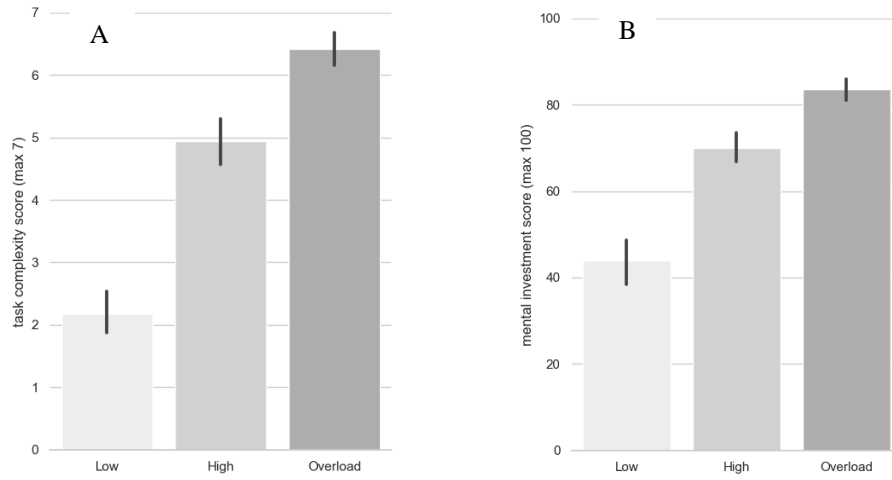 A
task complexity score (max 7)
7
6
5
4
3
2
1
0
Low High Overload
B
mental investment score (max 100)
100
80
60
40
20
0
Low High Overload